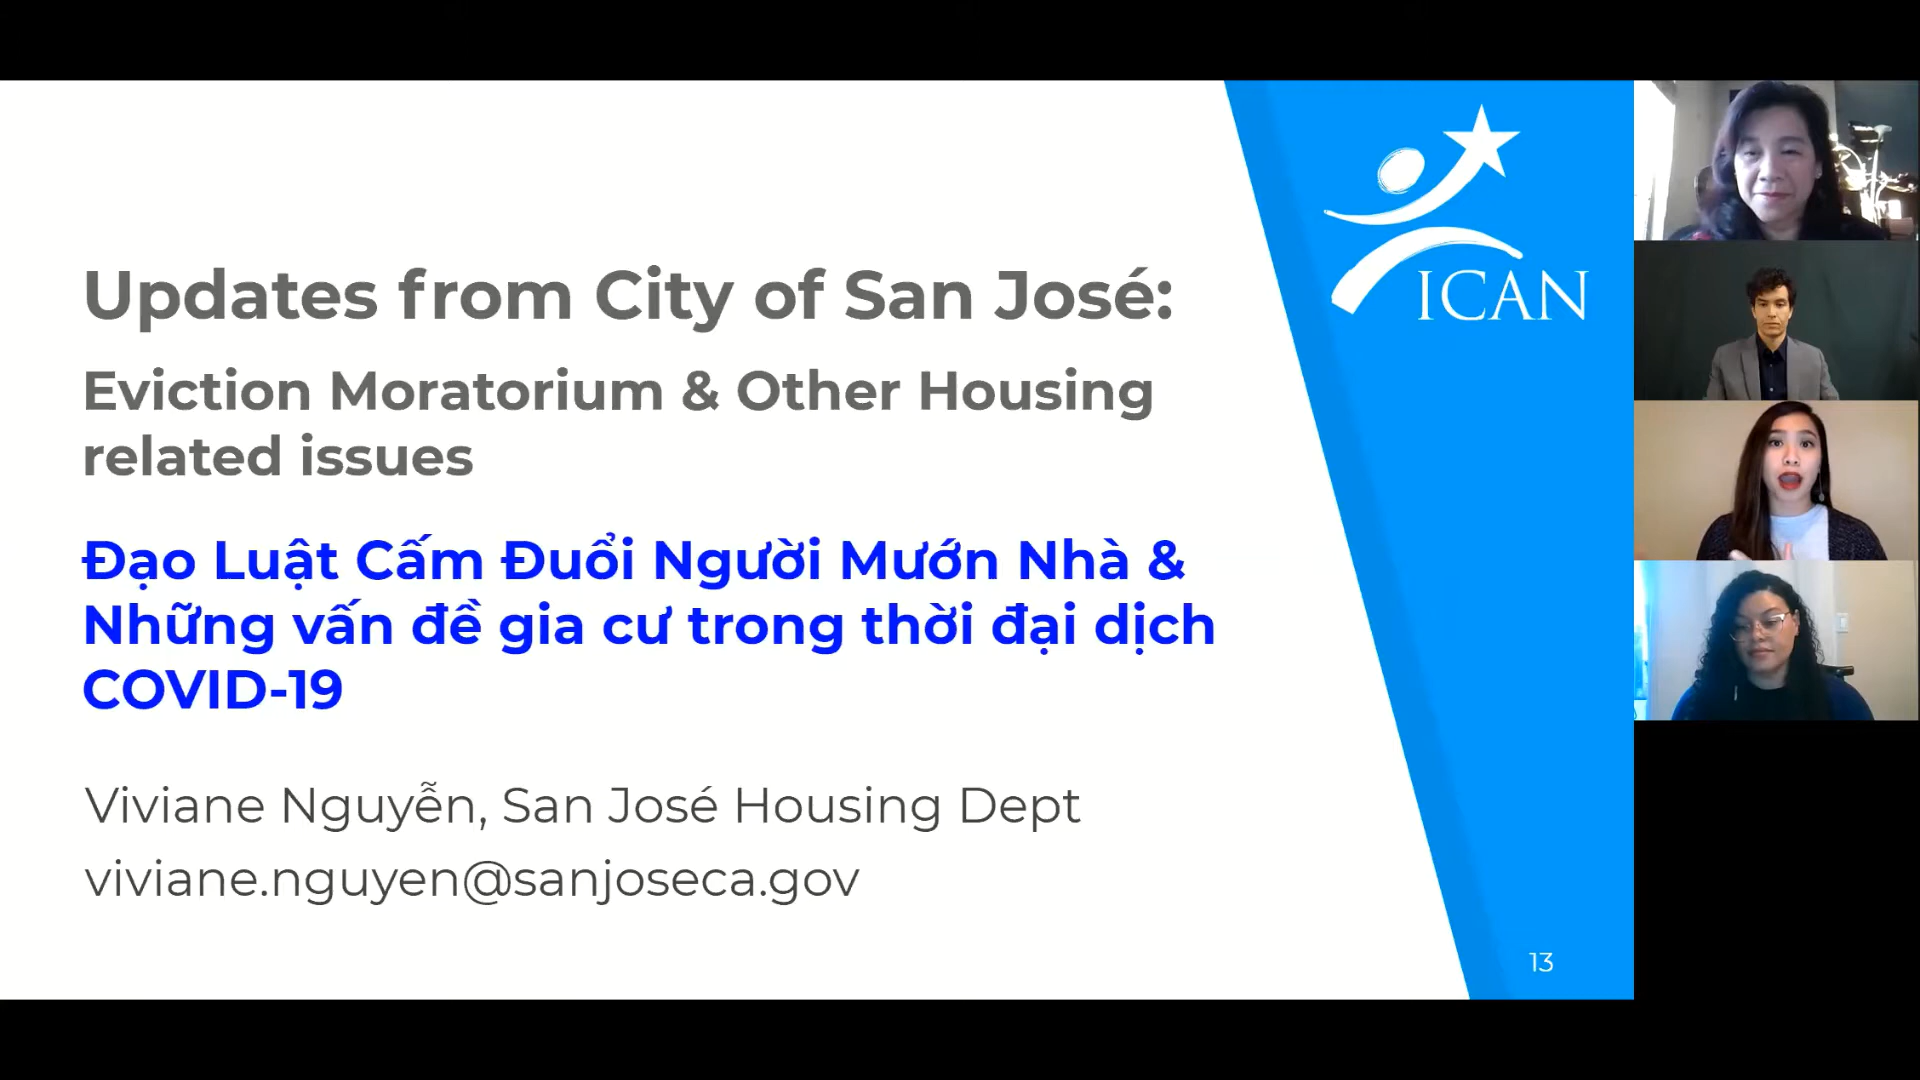 ICAN
Updates from City of San José:
Eviction Moratorium & Other Housing
related issues
Đạo Luật Cấm Đuổi Người Mướn Nhà &
Những vấn đề gia cư trong thời đại dịch
COVID-19
Viviane Nguyễn, San José Housing Dept
viviane.nguyen@sanjoseca.gov
13